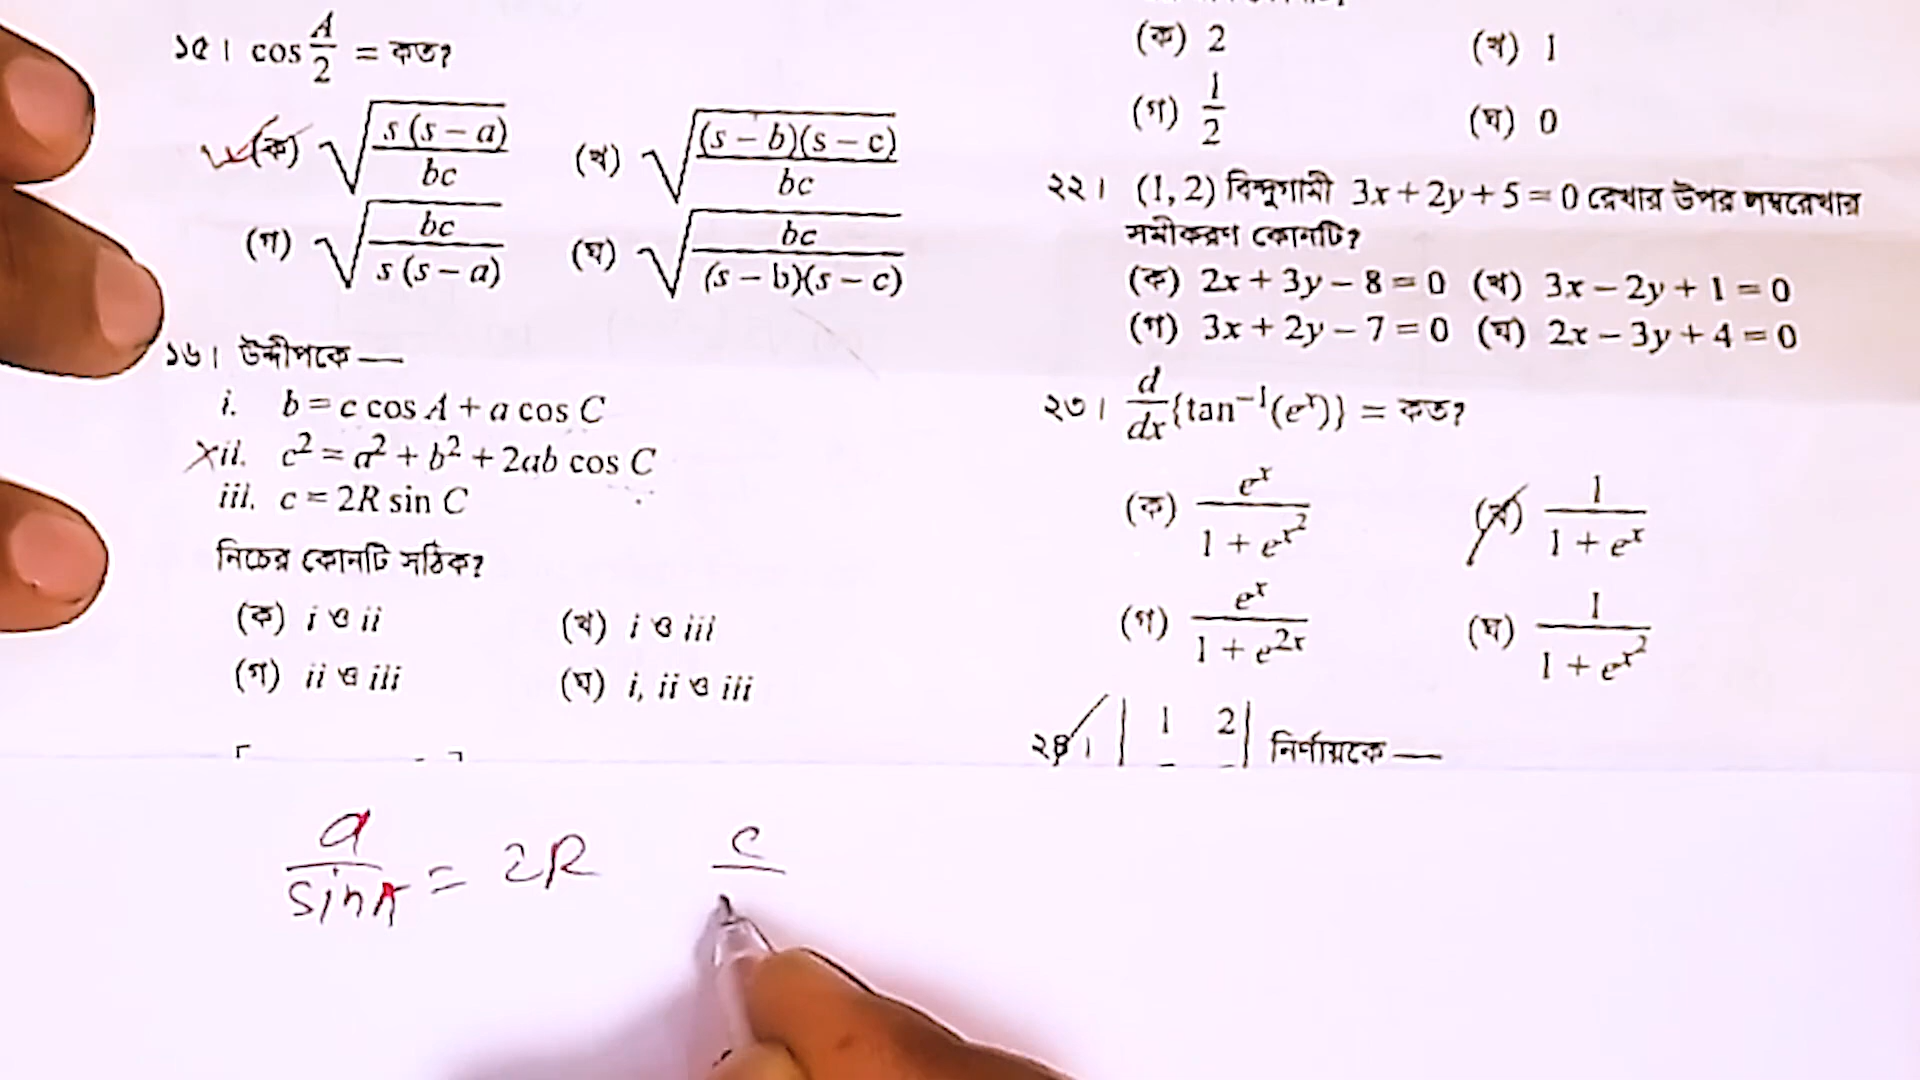 ১৫। cos A/2 = কত?
(ক) √(s(s – a)/bc) (খ) √((s – b)(s – c)/bc)
(গ) √(bc/s(s – a)) (ঘ) √(bc/(s – b)(s – c))
১৬। উদ্দীপকে —
i. b = c cos A + a cos C
ii. c² = a² + b² + 2ab cos C
iii. c = 2R sin C
নিচের কোনটি সঠিক?
(ক) i ও ii (খ) i ও iii
(গ) ii ও iii (ঘ) i, ii ও iii
(ক) 2 (খ) 1
(গ) 1/2 (ঘ) 0
২২। (1, 2) বিন্দুগামী 3x + 2y + 5 = 0 রেখার উপর লম্বরেখার
সমীকরণ কোনটি?
(ক) 2x + 3y – 8 = 0 (খ) 3x – 2y + 1 = 0
(গ) 3x + 2y – 7 = 0 (ঘ) 2x – 3y + 4 = 0
২৩। d/dx{tan⁻¹(eˣ)} = কত?
(ক) eˣ/(1 + e^x²) (খ) 1/(1 + eˣ)
(গ) eˣ/(1 + e²ˣ) (ঘ) 1/(1 + e^x²)
২৪। | 1 2 | নির্ণায়কে —
a/sinA = 2R c